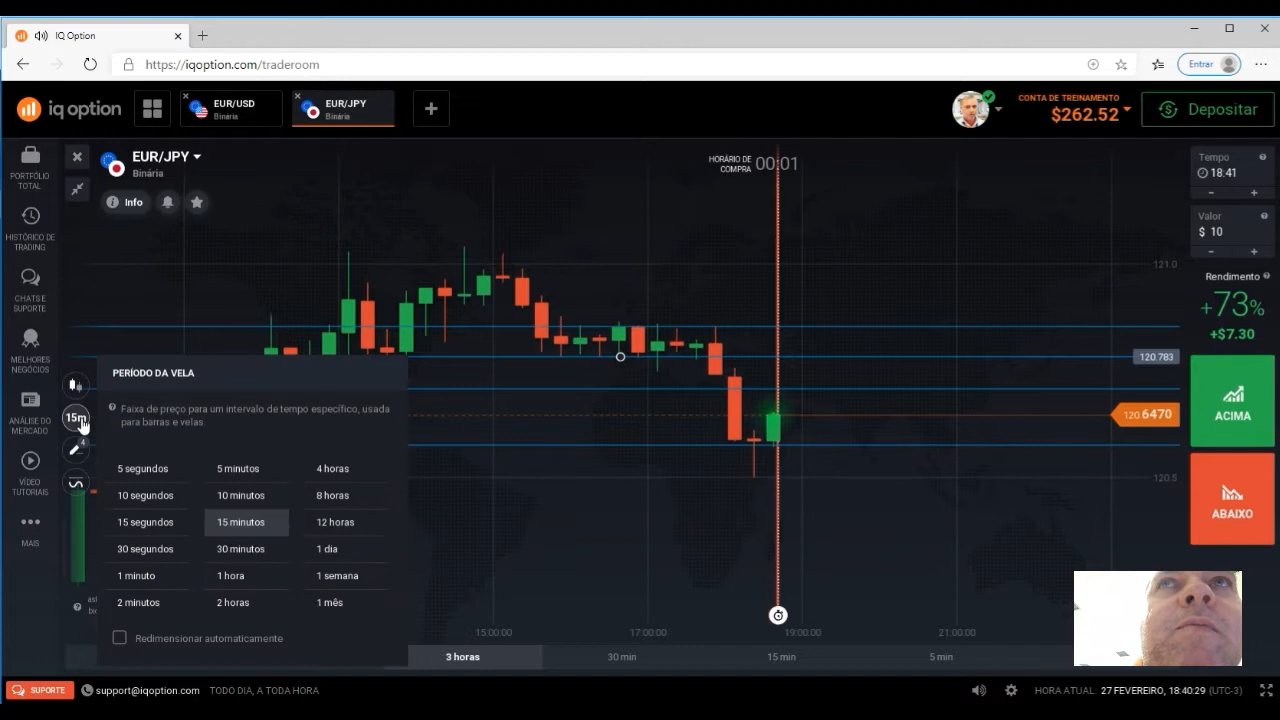 IQ Option
https://iqoption.com/traderoom
Entrar
iq option
EUR/USD
Binária
EUR/JPY
Binária
CONTA DE TREINAMENTO
$262.52
Depositar
PORTFÓLIO
TOTAL
HISTÓRICO DE
TRADING
CHATS E
SUPORTE
MELHORES
NEGÓCIOS
ANÁLISE DO
MERCADO
VÍDEO
TUTORIAIS
MAIS
EUR/JPY
Binária
Info
HORÁRIO DE
COMPRA
00:01
121.0
120.783
120.6470
120.5
15m
4
PERÍODO DA VELA
Faixa de preço para um intervalo de tempo específico, usada
para barras e velas
5 segundos 5 minutos 4 horas
10 segundos 10 minutos 8 horas
15 segundos 15 minutos 12 horas
30 segundos 30 minutos 1 dia
1 minuto 1 hora 1 semana
2 minutos 2 horas 1 mês
Redimensionar automaticamente
15:00:00 17:00:00 19:00:00 21:00:00
3 horas 30 min 15 min 5 min
Tempo
18:41
- +
Valor
$ 10
- +
Rendimento
+73%
+$7.30
ACIMA
ABAIXO
SUPORTE
support@iqoption.com
TODO DIA, A TODA HORA
HORA ATUAL: 27 FEVEREIRO, 18:40:29 (UTC-3)